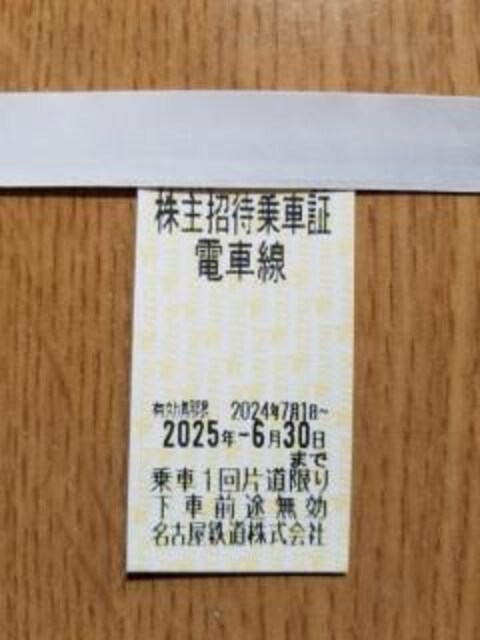 株主招待乗車証
電車線
有効期限 2024年7月1日~
2025年-6月30日
まで
乗車1回片道限り
下車前途無効
名古屋鉄道株式会社